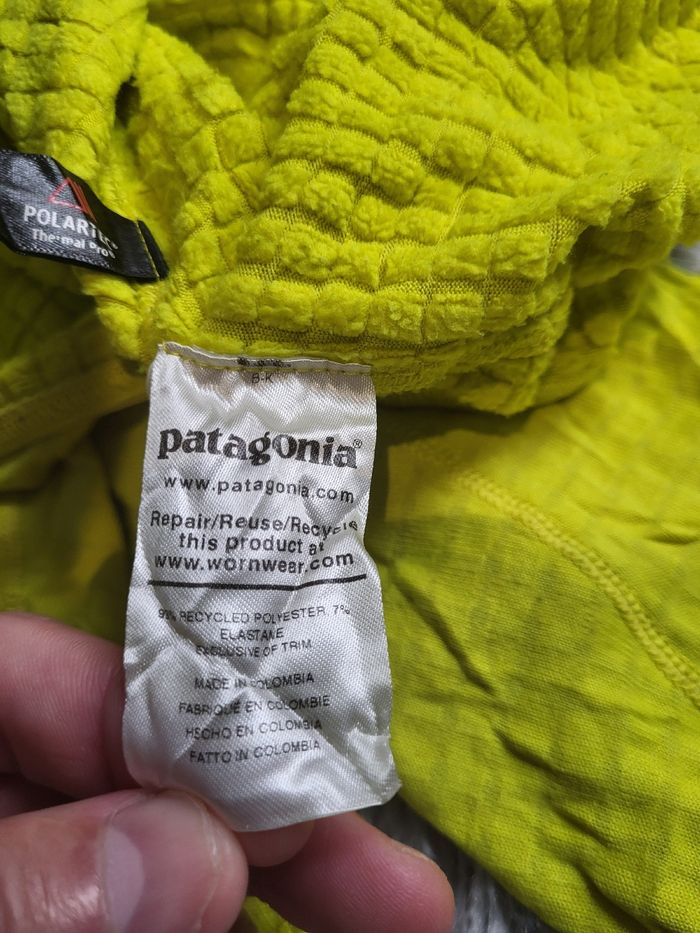 POLARTEC
Thermal Pro®
patagonia®
www.patagonia.com
Repair/Reuse/Recycle
this product at
www.wornwear.com
RECYCLED POLYESTER, 7%
ELASTANE
EXCLUSIVE OF TRIM
MADE IN COLOMBIA
FABRIQUÉ EN COLOMBIE
HECHO EN COLOMBIA
FATTO IN COLOMBIA